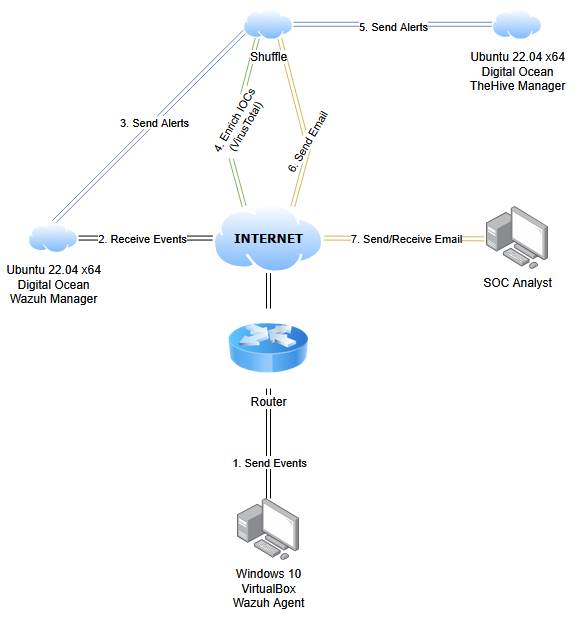 5. Send Alerts
Shuffle
Ubuntu 22.04 x64
Digital Ocean
TheHive Manager
4. Enrich IOCs
(VirusTotal)
3. Send Alerts
6. Send Email
2. Receive Events
INTERNET
7. Send/Receive Email
Ubuntu 22.04 x64
Digital Ocean
Wazuh Manager
SOC Analyst
Router
1. Send Events
Windows 10
VirtualBox
Wazuh Agent